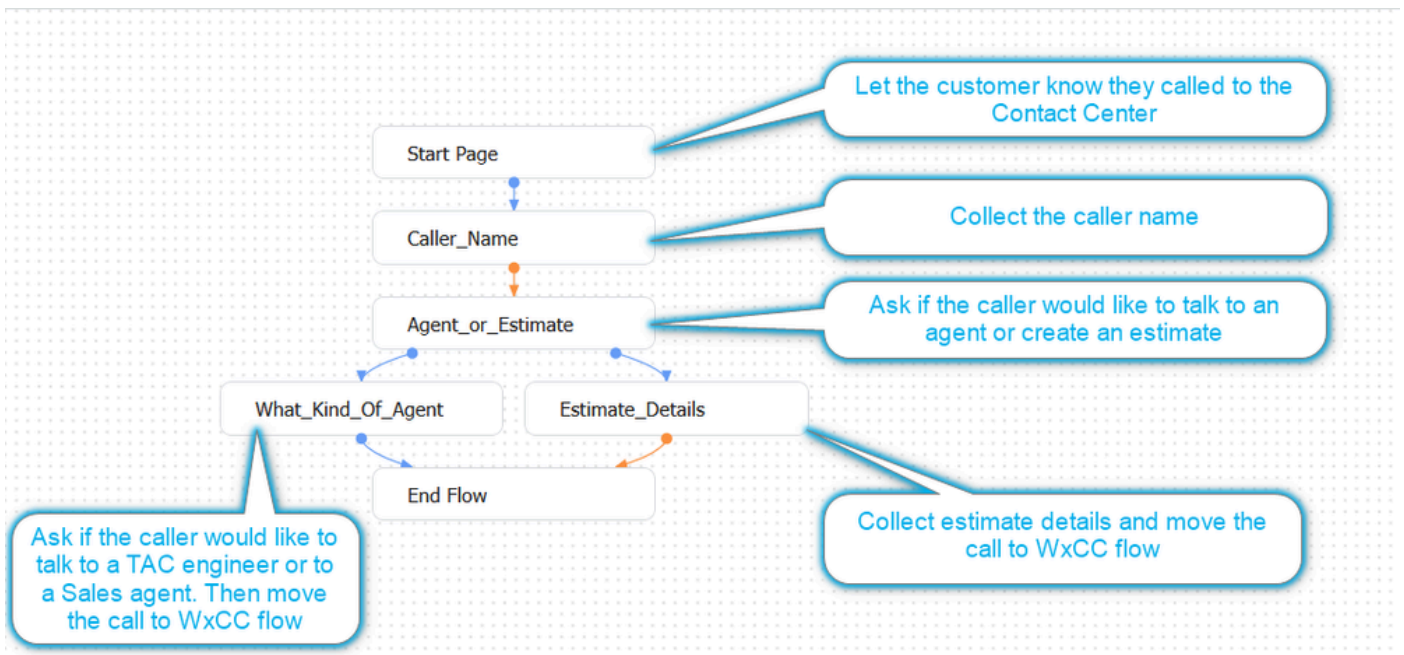 Let the customer know they called to the
Contact Center
Start Page
Collect the caller name
Caller_Name
Ask if the caller would like to talk to an
agent or create an estimate
Agent_or_Estimate
What_Kind_Of_Agent
Estimate_Details
End Flow
Collect estimate details and move the
call to WxCC flow
Ask if the caller would like to
talk to a TAC engineer or to
a Sales agent. Then move
the call to WxCC flow